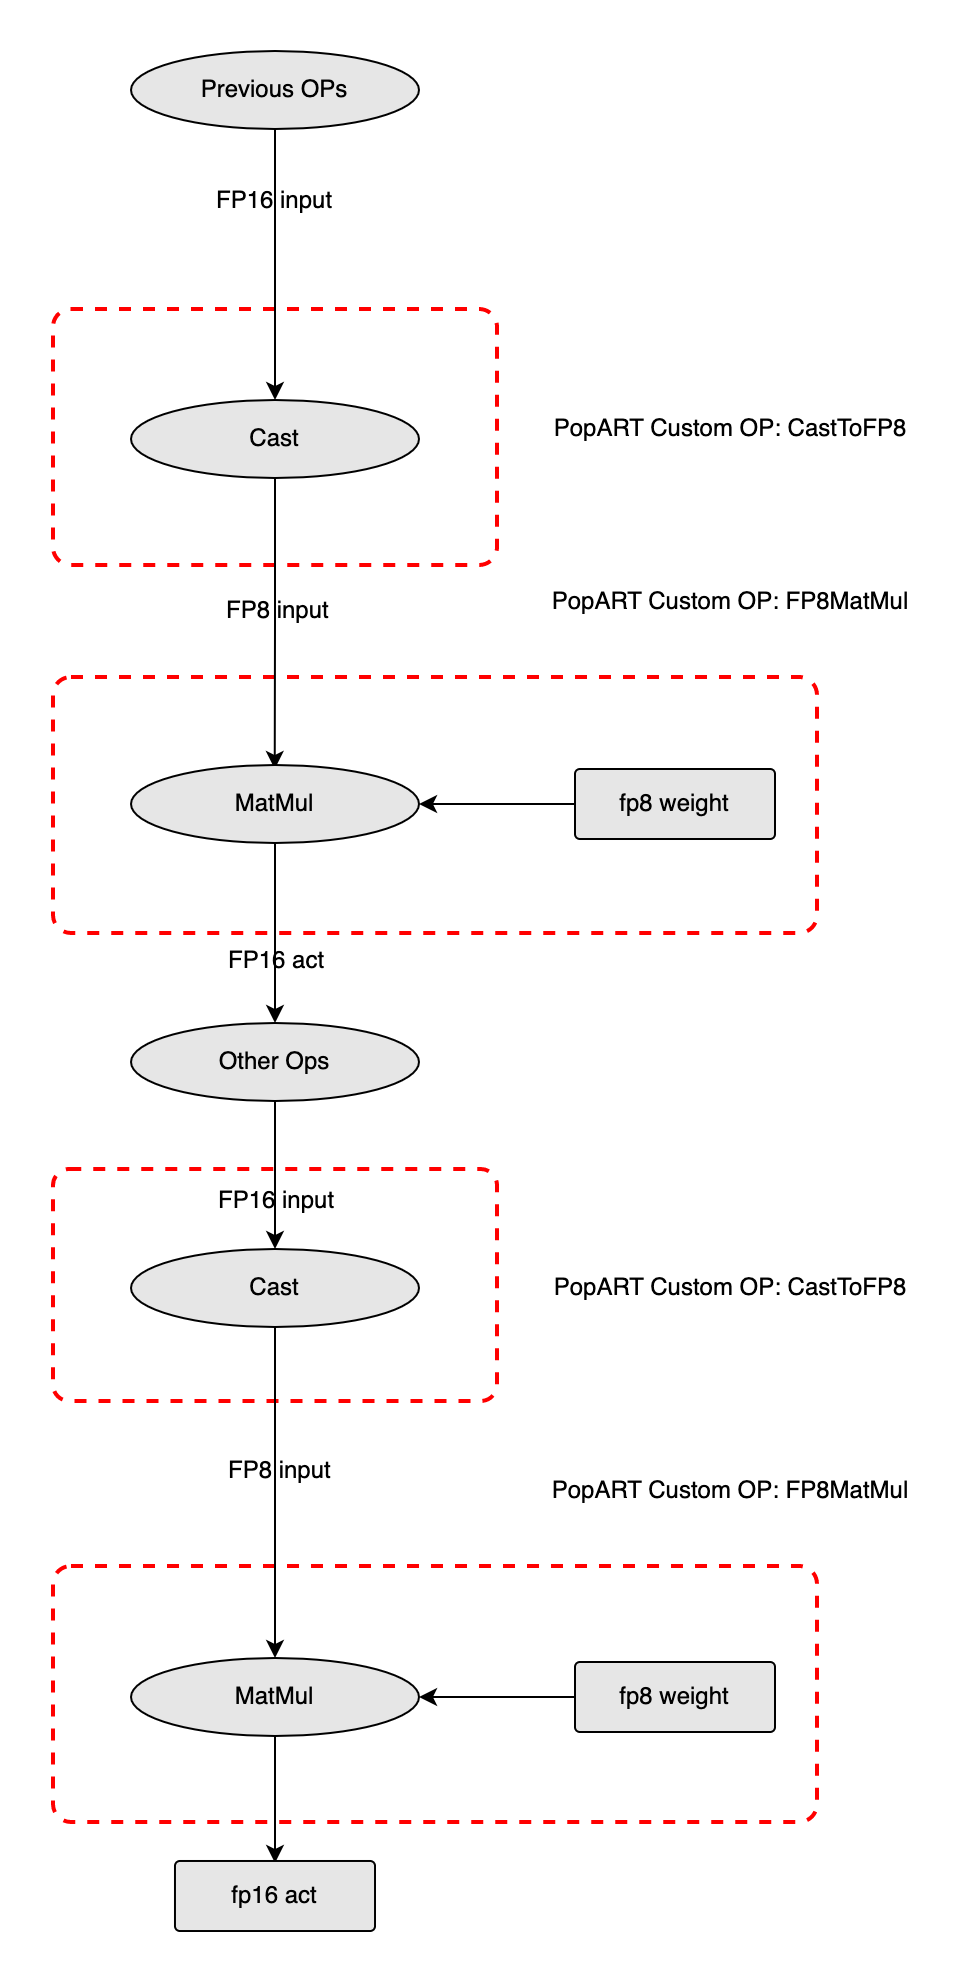 Previous OPs
FP16 input
Cast
PopART Custom OP: CastToFP8
FP8 input
PopART Custom OP: FP8MatMul
MatMul
fp8 weight
FP16 act
Other Ops
FP16 input
Cast
PopART Custom OP: CastToFP8
FP8 input
PopART Custom OP: FP8MatMul
MatMul
fp8 weight
fp16 act